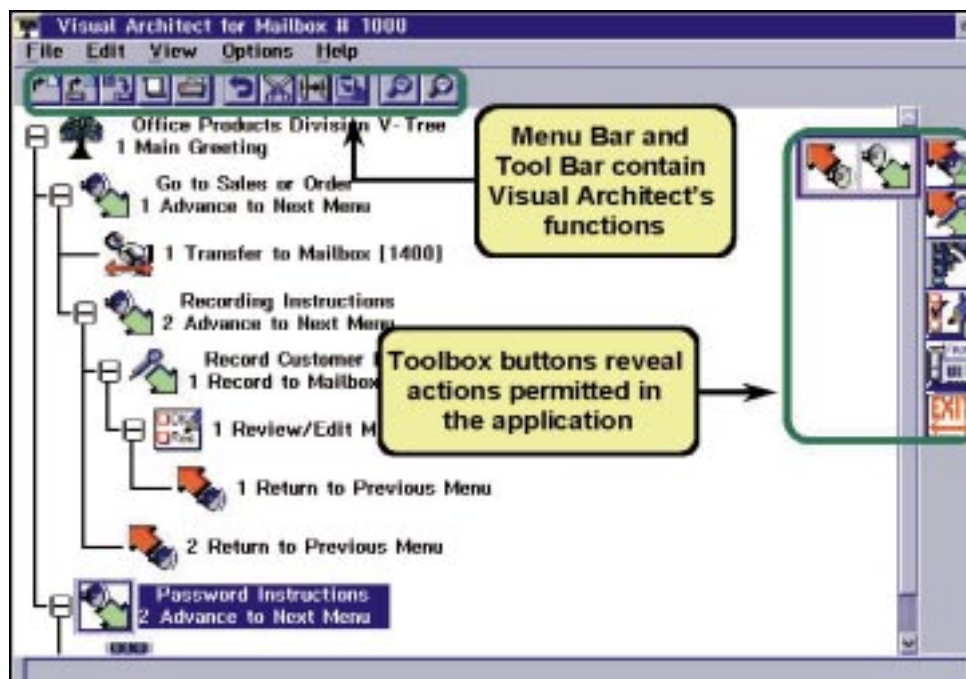 Visual Architect for Mailbox # 1000
File Edit View Options Help
Office Products Division V-Tree
1 Main Greeting
Menu Bar and
Tool Bar contain
Visual Architect's
functions
Go to Sales or Order
1 Advance to Next Menu
1 Transfer to Mailbox [1400]
Recording Instructions
2 Advance to Next Menu
Record Customer
1 Record to Mailbox
Toolbox buttons reveal
actions permitted in
the application
1 Review/Edit M
1 Return to Previous Menu
2 Return to Previous Menu
Password Instructions
2 Advance to Next Menu
EXIT